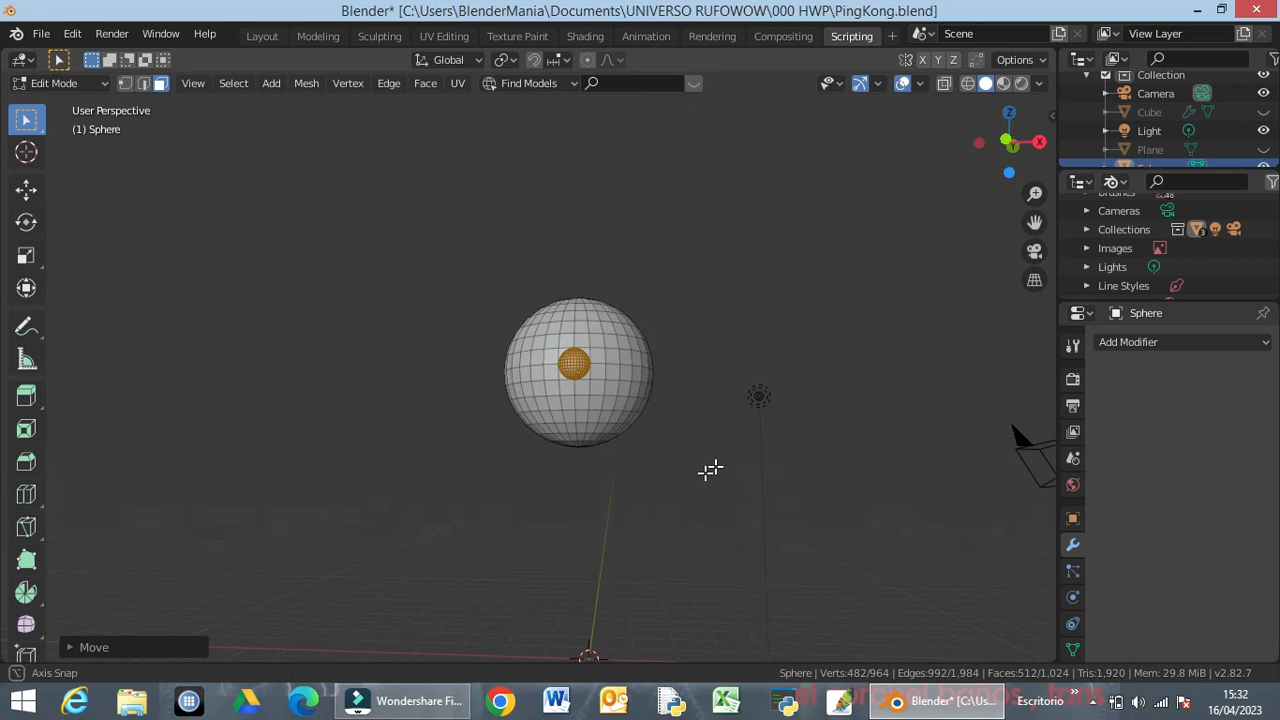 Blender* [C:\Users\BlenderMania\Documents\UNIVERSO RUFOWOW\000 HWP\PingKong.blend]
File Edit Render Window Help Layout Modeling Sculpting UV Editing Texture Paint Shading Animation Rendering Compositing Scripting Scene View Layer
Global X Y Z Options
Edit Mode View Select Add Mesh Vertex Edge Face UV Find Models
User Perspective
(1) Sphere
Z
X
Y
Collection
Camera
Cube
Light
Plane
Cameras
Collections
3
Images
Lights
Line Styles
Sphere
Add Modifier
Move
Axis Snap
Sphere | Verts:482/964 | Edges:992/1,984 | Faces:512/1,024 | Tris:1,920 | Mem: 29.8 MiB | v2.82.7
Wondershare Fi...
Blender* [C:\Us...
Escritorio
15:32
16/04/2023